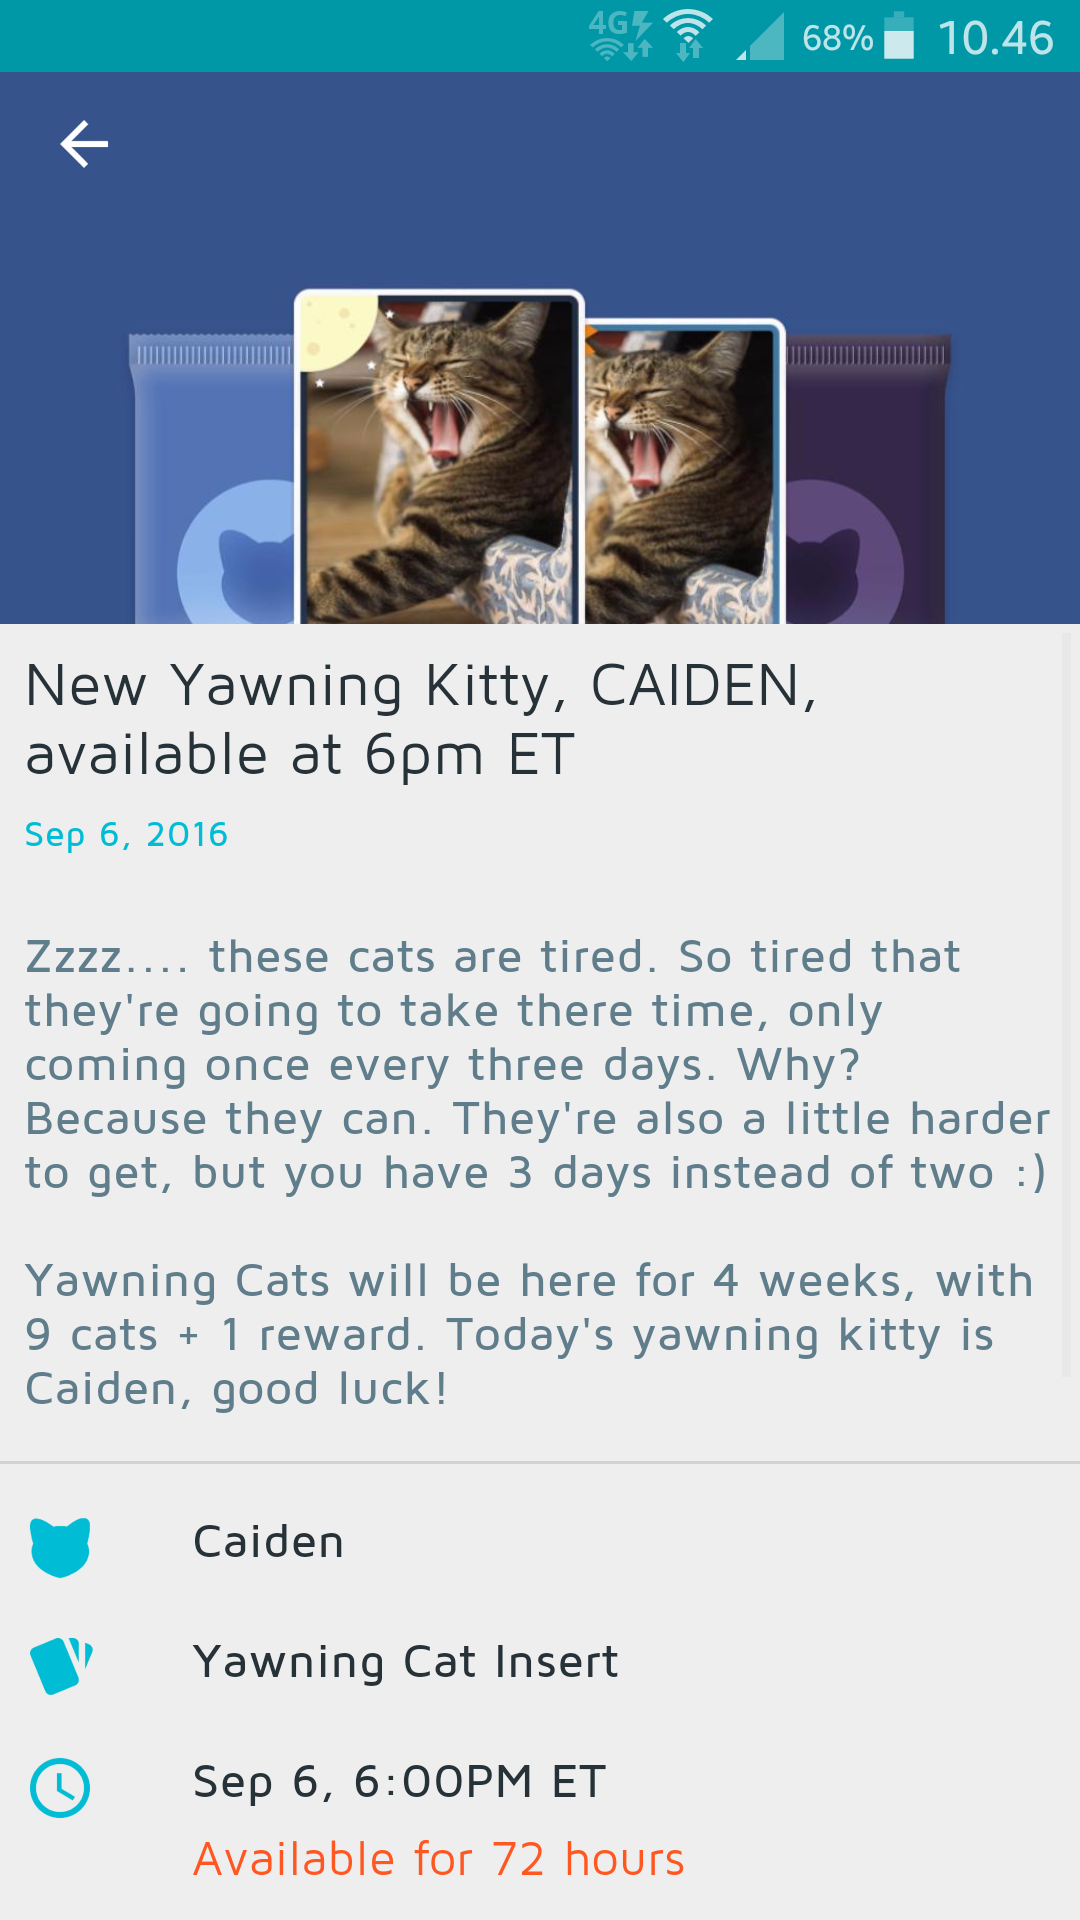 4G 68% 10.46
New Yawning Kitty, CAIDEN,
available at 6pm ET
Sep 6, 2016
Zzzz.... these cats are tired. So tired that
they're going to take there time, only
coming once every three days. Why?
Because they can. They're also a little harder
to get, but you have 3 days instead of two :)
Yawning Cats will be here for 4 weeks, with
9 cats + 1 reward. Today's yawning kitty is
Caiden, good luck!
Caiden
Yawning Cat Insert
Sep 6, 6:00PM ET
Available for 72 hours